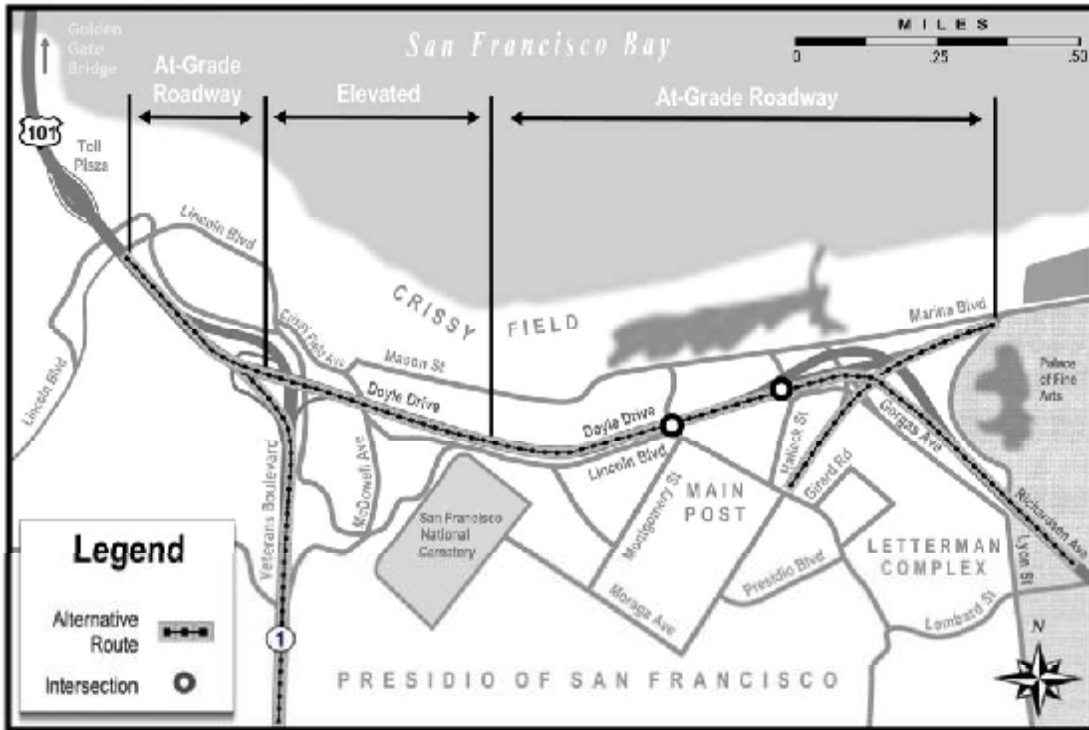 Golden
Gate
Bridge
San Francisco Bay
MILES
0 .25 .50
At-Grade
Roadway
Elevated
At-Grade Roadway
101
Toll
Plaza
Lincoln Blvd
Lincoln Blvd
Crissy Field Ave
CRISSY FIELD
Mason St
Marina Blvd
Palace
of Fine
Arts
Doyle Drive
Doyle Drive
Lincoln Blvd
Halleck St
Gorgas Ave
Girard Rd
Richardson Ave
McDowell Ave
Veterans Boulevard
San Francisco
National
Cemetery
Montgomery St
MAIN
POST
LETTERMAN
COMPLEX
Lyon St
Presidio Blvd
Moraga Ave
Lombard St
1
PRESIDIO OF SAN FRANCISCO
N
Legend
Alternative
Route
Intersection